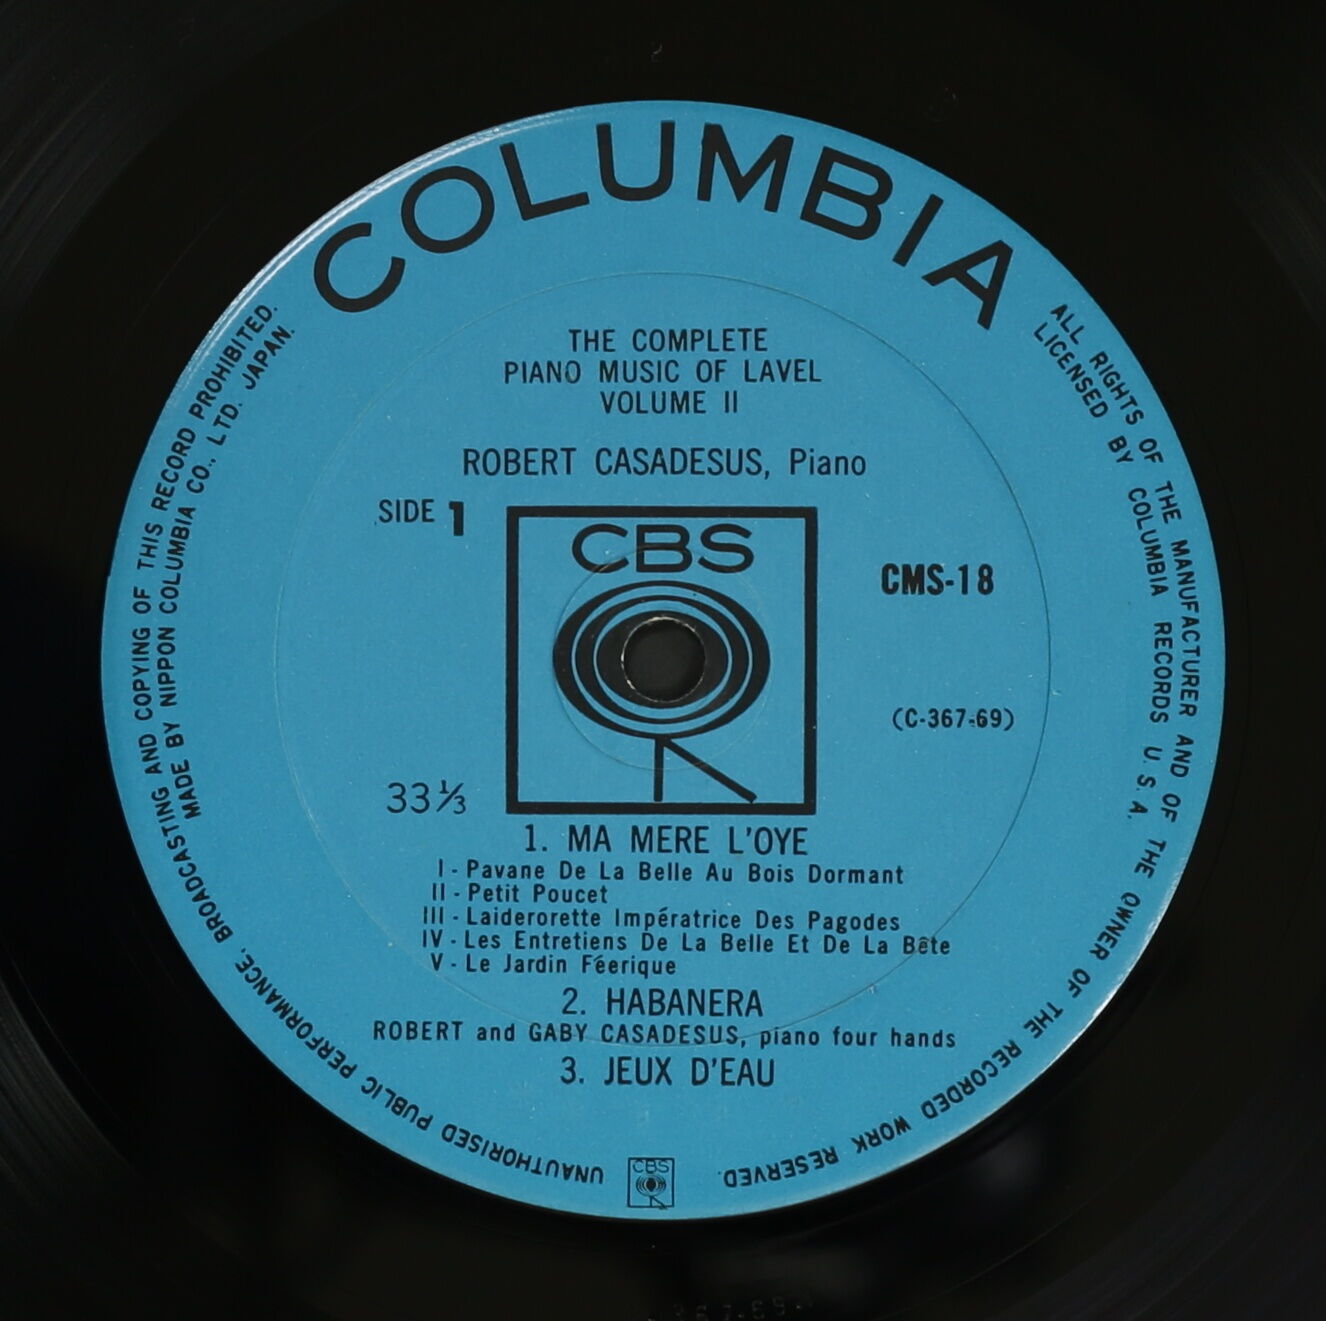 COLUMBIA
THE COMPLETE
PIANO MUSIC OF LAVEL
VOLUME II
ROBERT CASADESUS, Piano
SIDE 1
CBS
CMS-18
(C-367-69)
33⅓
1. MA MERE L'OYE
I - Pavane De La Belle Au Bois Dormant
II - Petit Poucet
III - Laiderorette Impératrice Des Pagodes
IV - Les Entretiens De La Belle Et De La Bête
V - Le Jardin Féerique
2. HABANERA
ROBERT and GABY CASADESUS, piano four hands
3. JEUX D'EAU
UNAUTHORISED PUBLIC PERFORMANCE, BROADCASTING AND COPYING OF THIS RECORD PROHIBITED.
MADE BY NIPPON COLUMBIA CO., LTD. JAPAN.
ALL RIGHTS OF THE MANUFACTURER AND OF THE OWNER OF THE RECORDED WORK RESERVED.
LICENSED BY COLUMBIA RECORDS U.S.A.
CBS